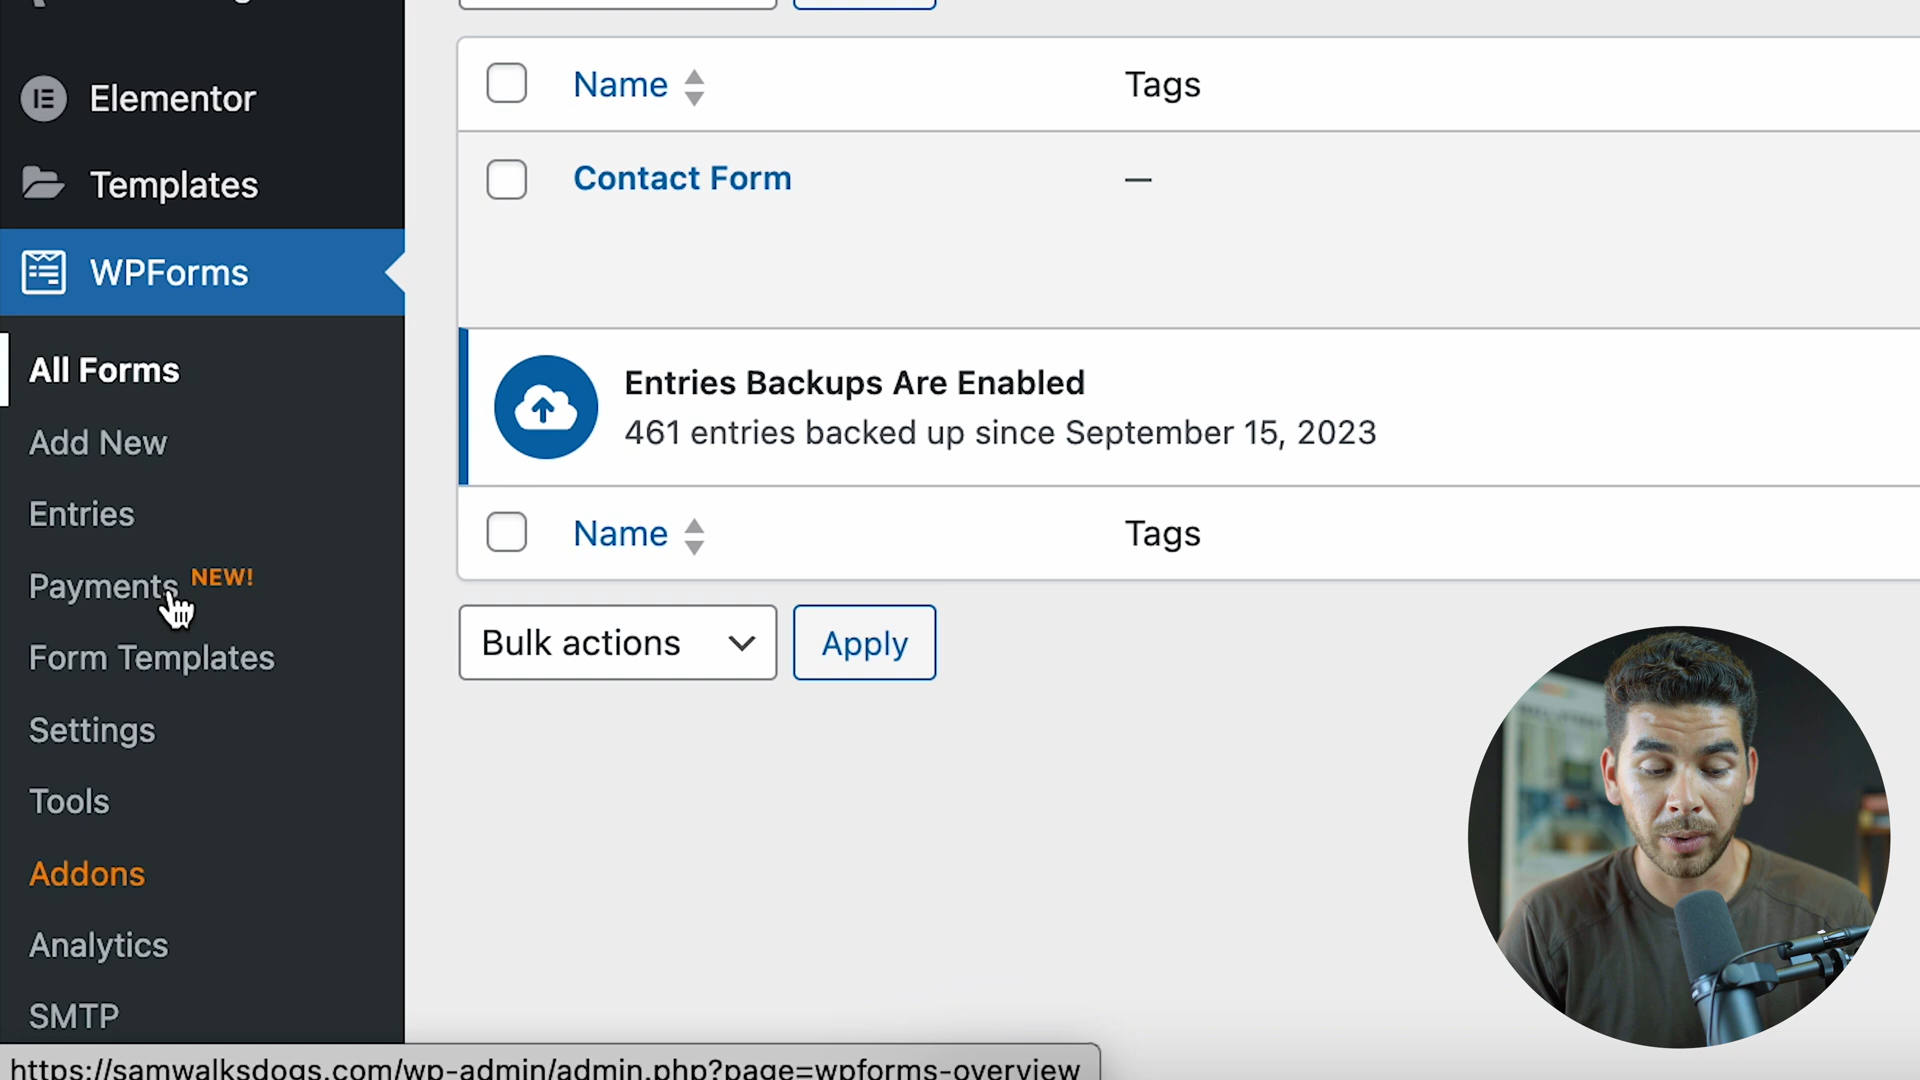 Elementor
Templates
WPForms
All Forms
Add New
Entries
Payments NEW!
Form Templates
Settings
Tools
Addons
Analytics
SMTP
Name
Tags
Contact Form
—
Entries Backups Are Enabled
461 entries backed up since September 15, 2023
Name
Tags
Bulk actions
Apply
https://samwalksdogs.com/wp-admin/admin.php?page=wpforms-overview